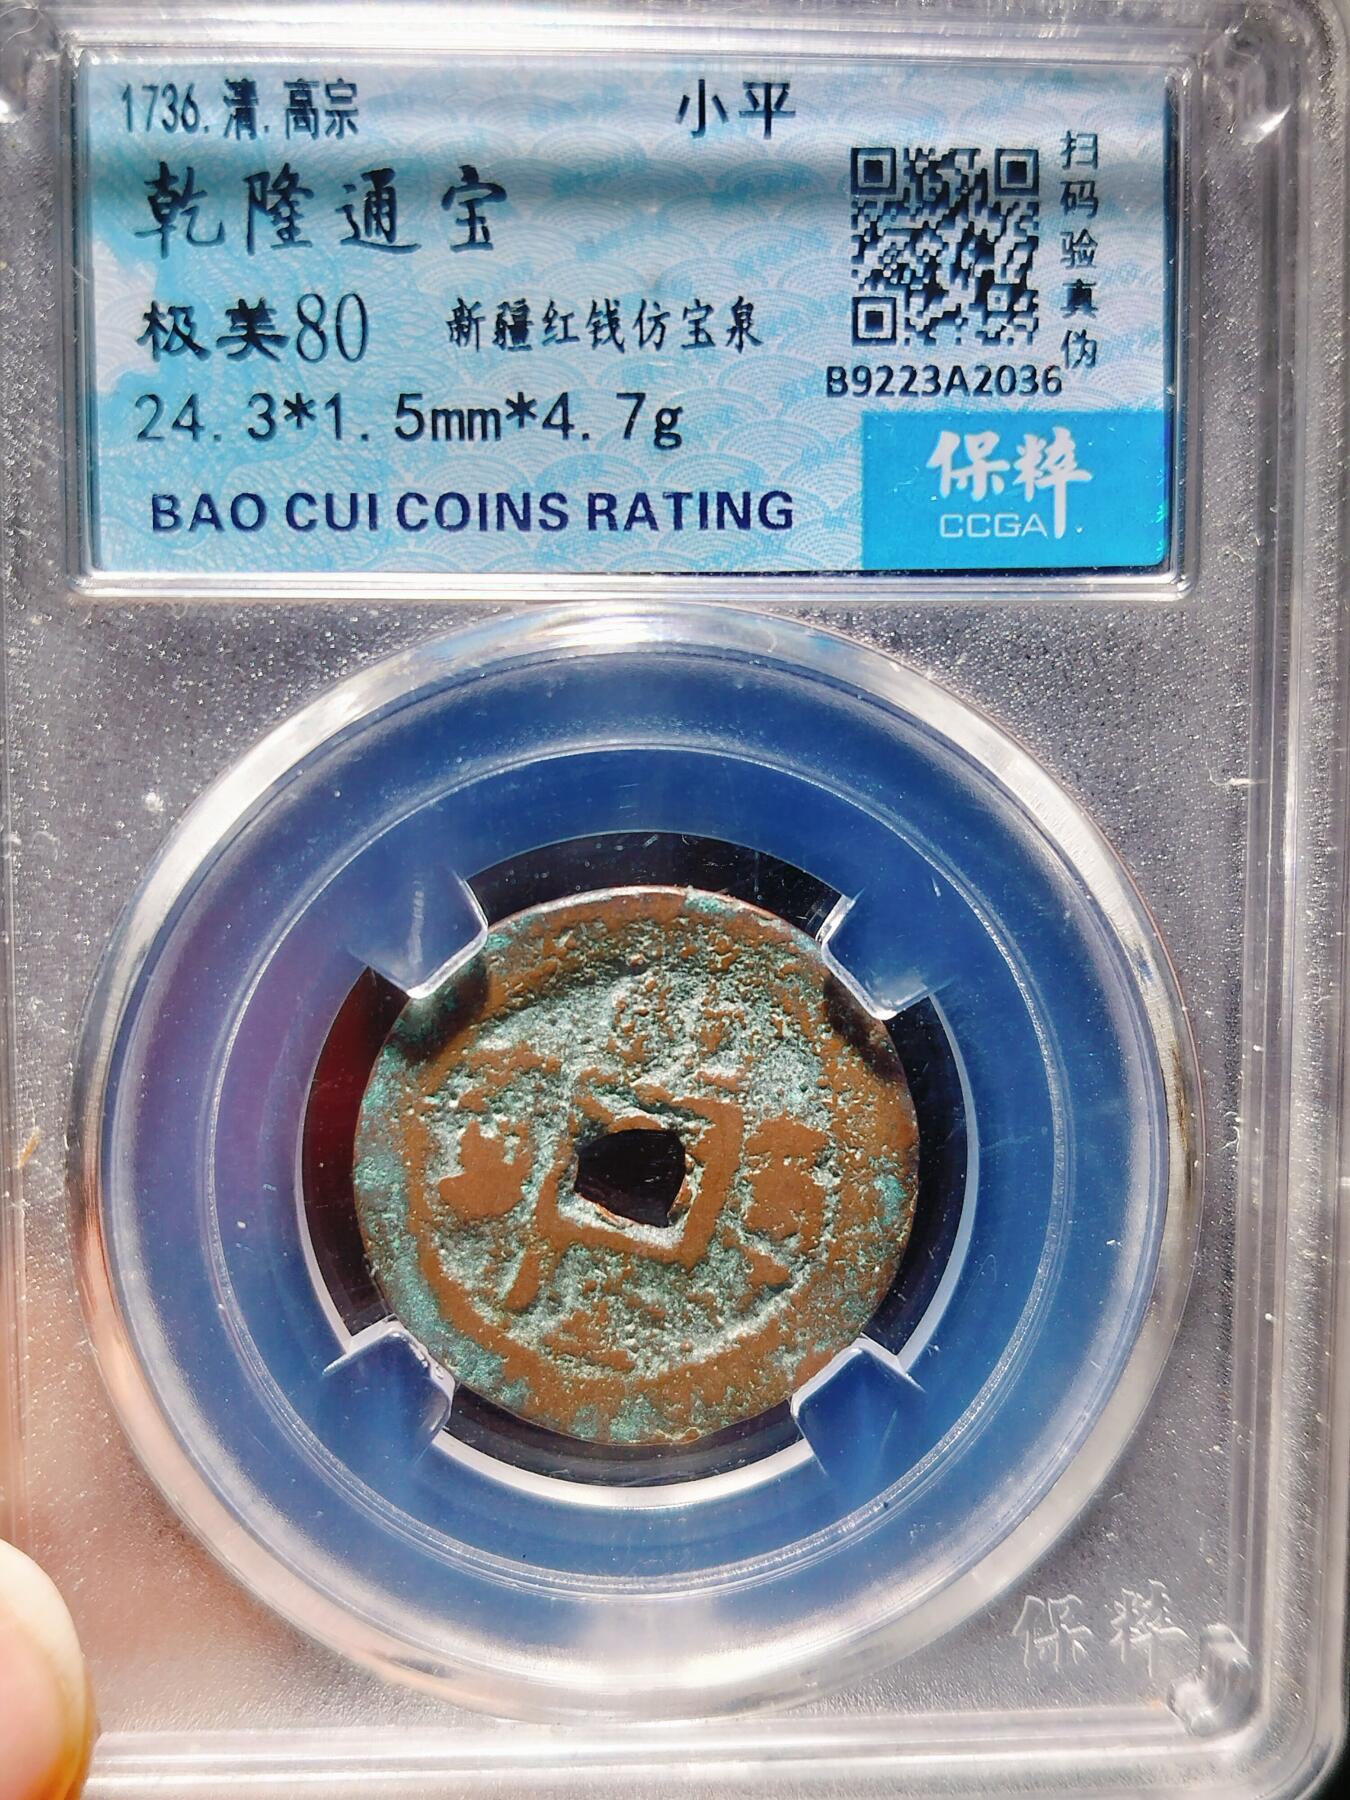 1736.清.高宗
小平
乾隆通宝
扫码验真伪
极美80
新疆红钱仿宝泉
B9223A2036
24.3*1.5mm*4.7g
保粹
CCGA
BAO CUI COINS RATING
保粹